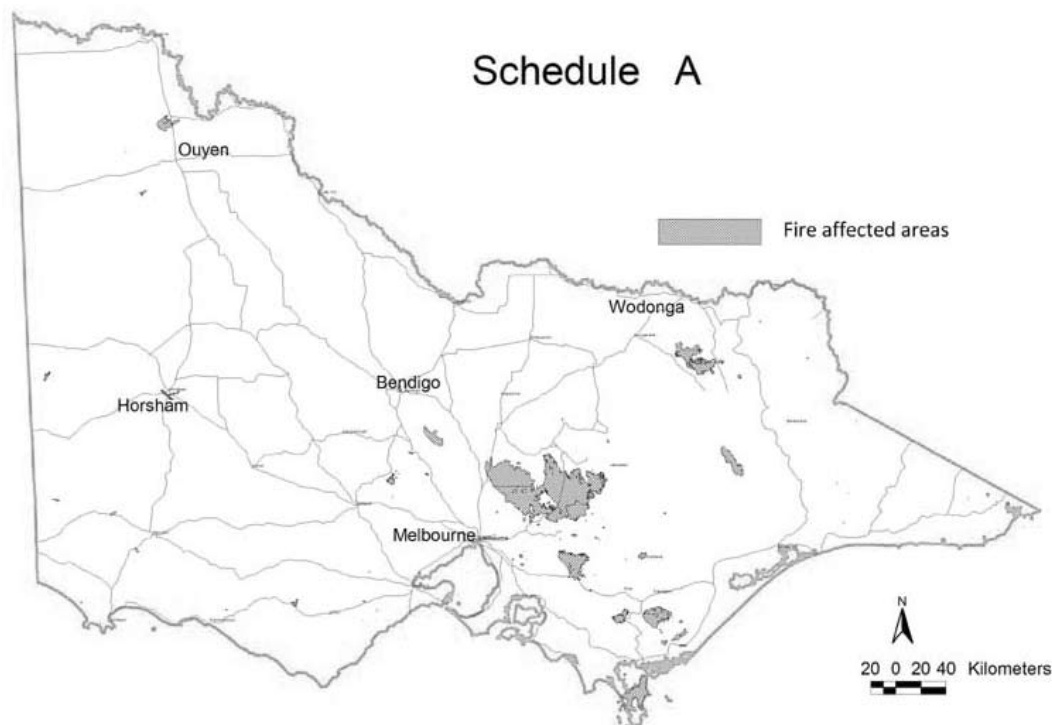 Schedule A
Ouyen
Fire affected areas
Wodonga
Bendigo
Horsham
Melbourne
N
20 0 20 40 Kilometers